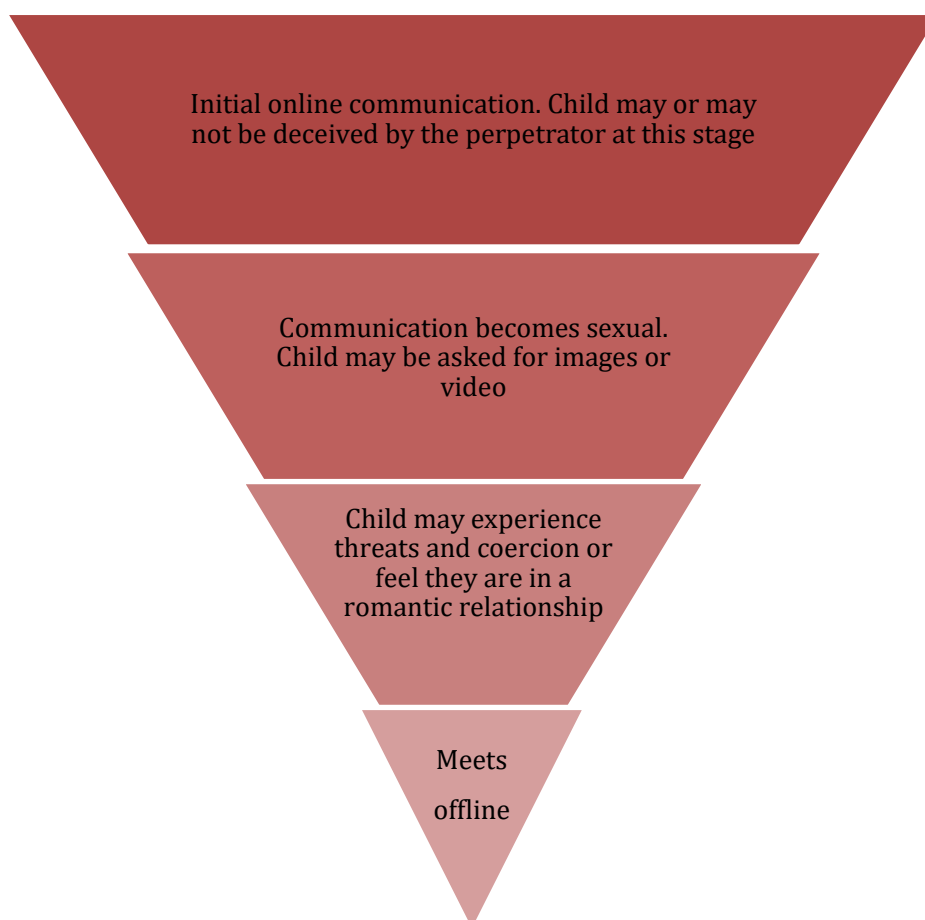 Initial online communication. Child may or may
not be deceived by the perpetrator at this stage
Communication becomes sexual.
Child may be asked for images or
video
Child may experience
threats and coercion or
feel they are in a
romantic relationship
Meets
offline